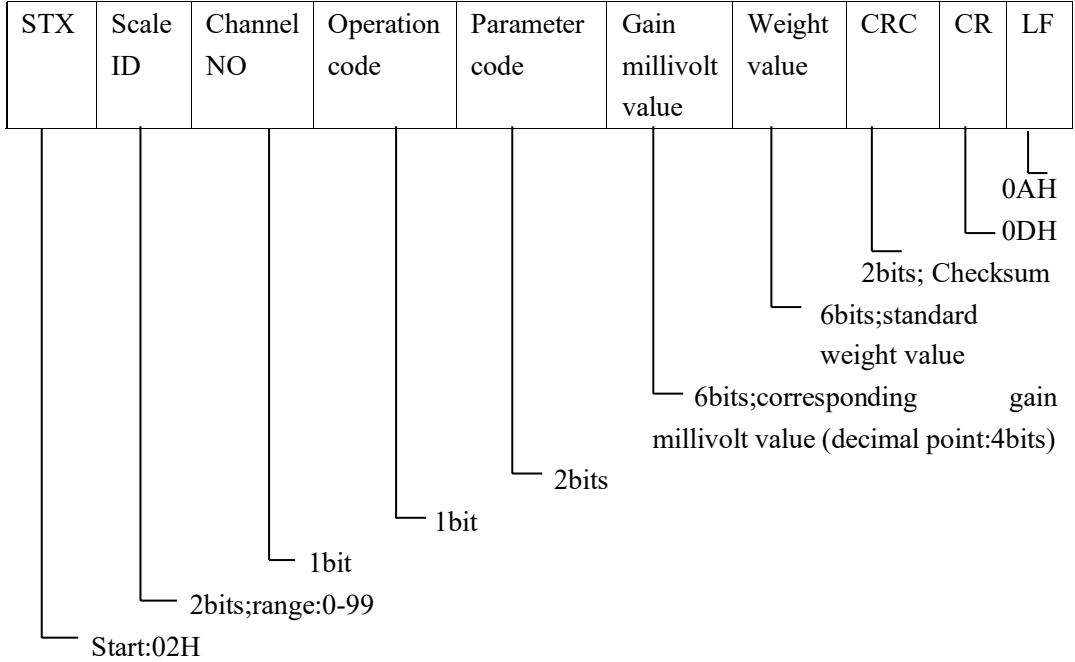 STX Scale Channel Operation Parameter Gain Weight CRC CR LF
ID NO code code millivolt value
value
0AH
0DH
2bits; Checksum
6bits;standard
weight value
6bits;corresponding gain
millivolt value (decimal point:4bits)
2bits
1bit
1bit
2bits;range:0-99
Start:02H